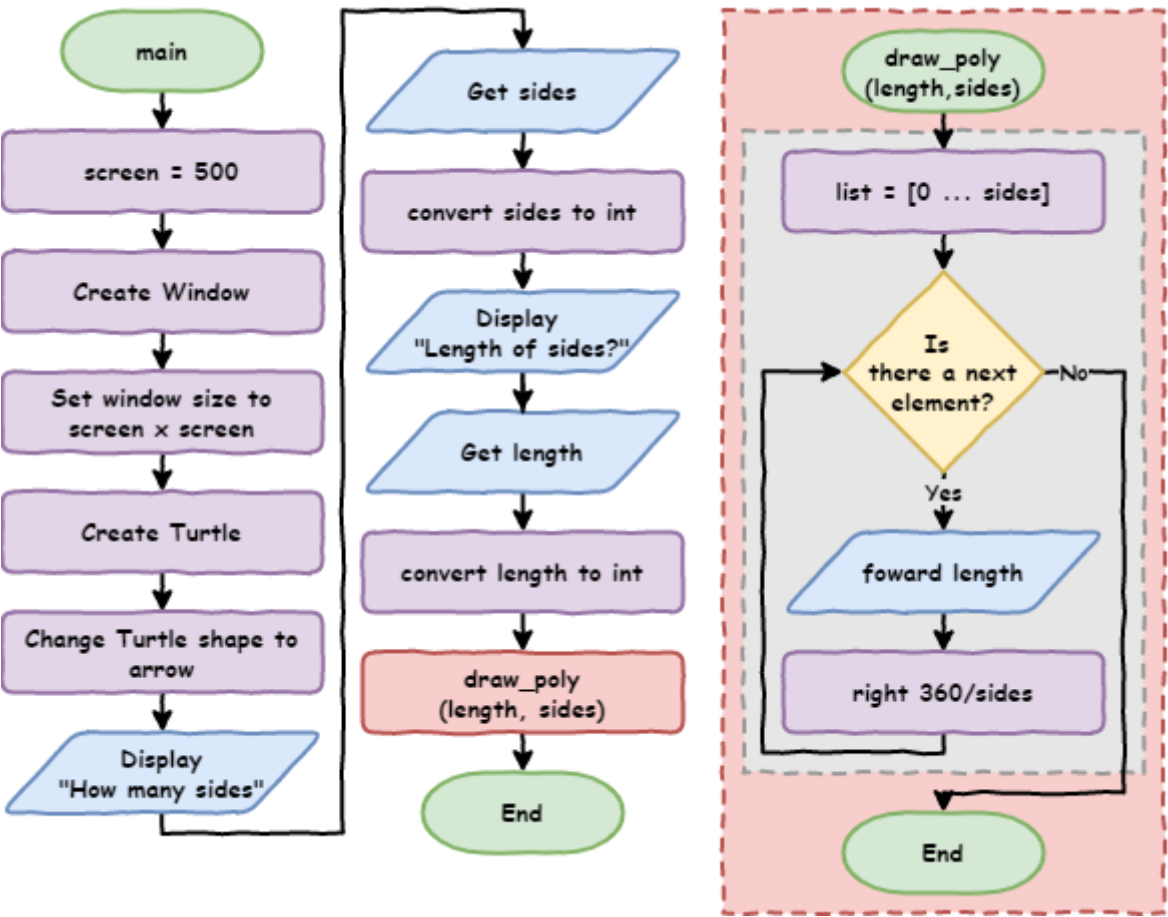 main
screen = 500
Create Window
Set window size to
screen x screen
Create Turtle
Change Turtle shape to
arrow
Display
"How many sides"
Get sides
convert sides to int
Display
"Length of sides?"
Get length
convert length to int
draw_poly
(length, sides)
End
draw_poly
(length,sides)
list = [0 ... sides]
Is
there a next
element?
No
Yes
foward length
right 360/sides
End